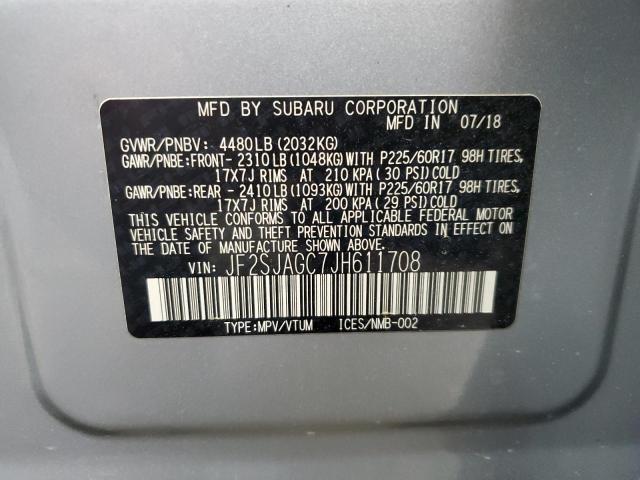 MFD BY SUBARU CORPORATION
MFD.IN 07/18
GVWR/PNBV: 4480LB(2032KG)
GAWR/PNBE:FRONT- 2310LB(1048KG)WITH P225/60R17 98H TIRES,
17X7J RIMS AT 210 KPA(30 PSI)COLD
GAWR/PNBE:REAR - 2410LB(1093KG)WITH P225/60R17 98H TIRES,
17X7J RIMS AT 200 KPA(29 PSI)COLD
THIS VEHICLE CONFORMS TO ALL APPLICABLE FEDERAL MOTOR
VEHICLE SAFETY AND THEFT PREVENTION STANDARDS IN EFFECT ON
THE DATE OF MANUFACTURE SHOWN ABOVE.
VIN: JF2SJAGC7JH611708
TYPE:MPV/VTUM ICES/NMB-002